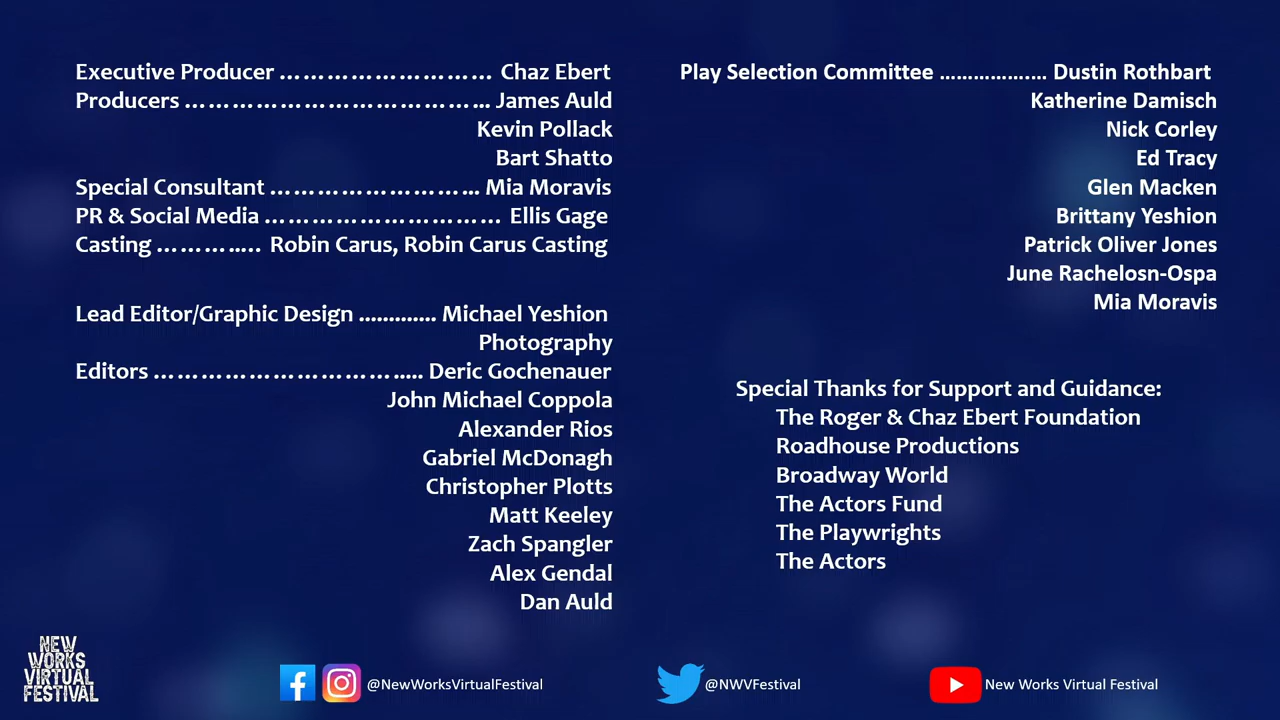 Executive Producer ……………………… Chaz Ebert
Producers ………………………………... James Auld
Kevin Pollack
Bart Shatto
Special Consultant …………………….. Mia Moravis
PR & Social Media ………………………… Ellis Gage
Casting ………..…. Robin Carus, Robin Carus Casting
Lead Editor/Graphic Design ............. Michael Yeshion
Photography
Editors …………………………..... Deric Gochenauer
John Michael Coppola
Alexander Rios
Gabriel McDonagh
Christopher Plotts
Matt Keeley
Zach Spangler
Alex Gendal
Dan Auld
Play Selection Committee ……………..... Dustin Rothbart
Katherine Damisch
Nick Corley
Ed Tracy
Glen Macken
Brittany Yeshion
Patrick Oliver Jones
June Rachelosn-Ospa
Mia Moravis
Special Thanks for Support and Guidance:
The Roger & Chaz Ebert Foundation
Roadhouse Productions
Broadway World
The Actors Fund
The Playwrights
The Actors
NEW
WORKS
VIRTUAL
FESTIVAL
@NewWorksVirtualFestival
@NWVFestival
New Works Virtual Festival